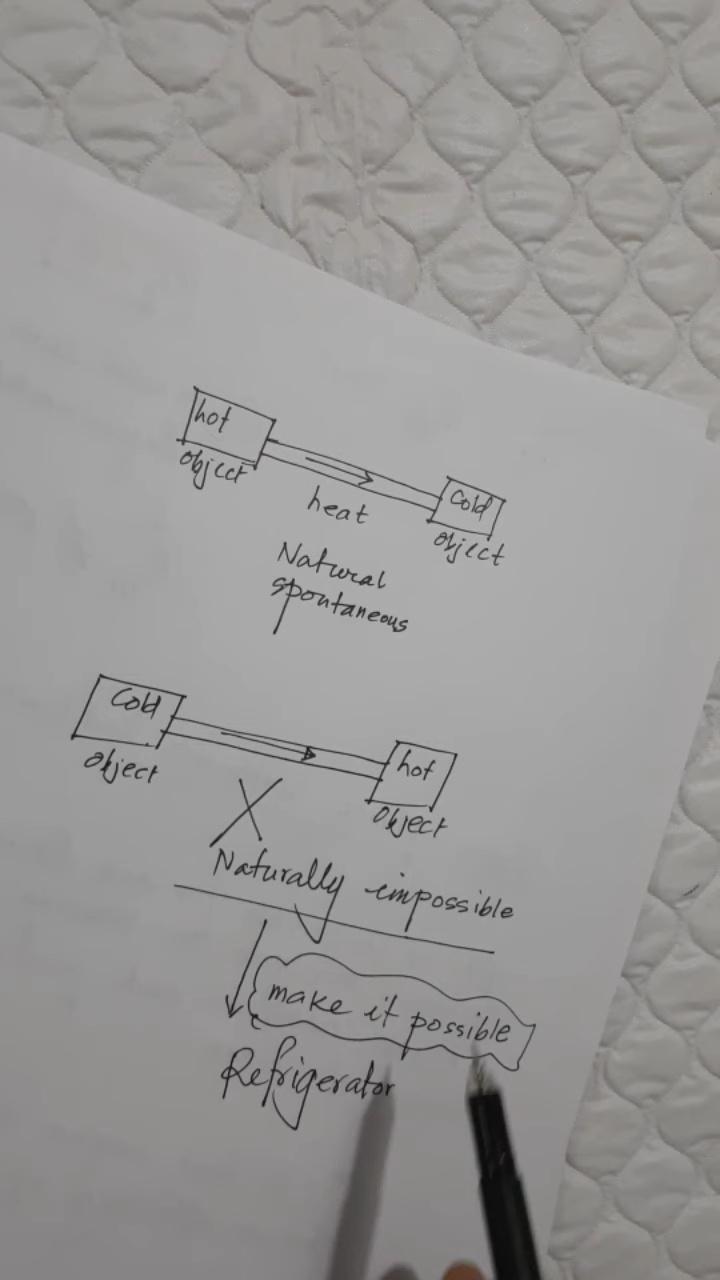 hot
object
heat
cold
object
Natural
spontaneous
Cold
object
hot
object
Naturally impossible
make it possible
Refrigerator